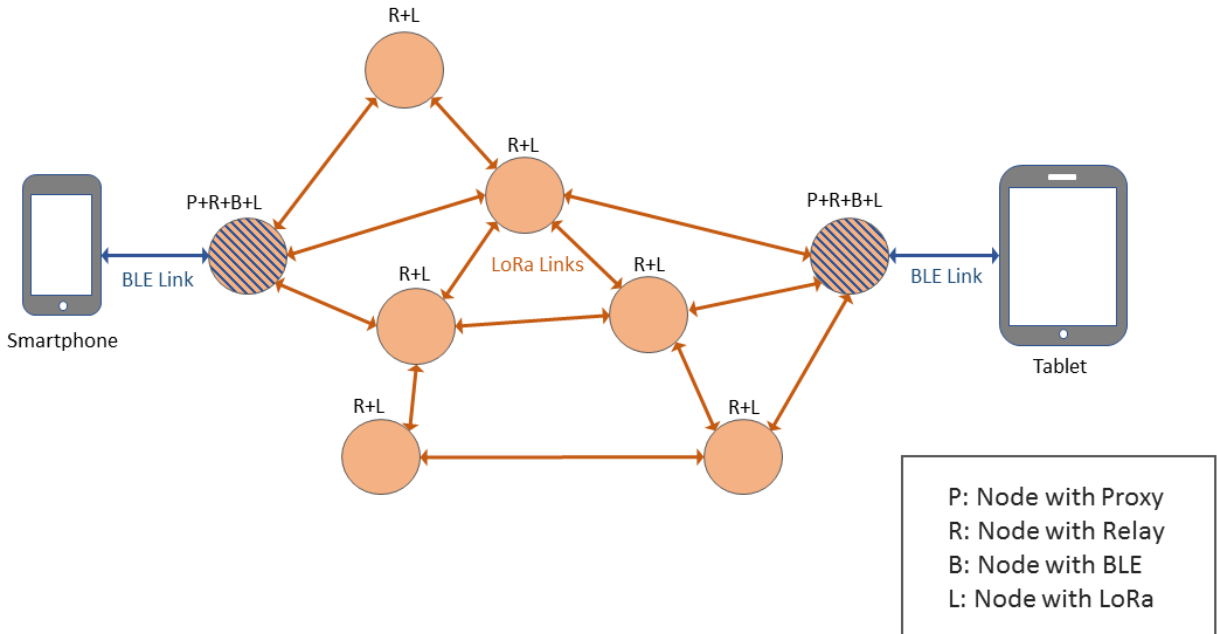 R+L
R+L
P+R+B+L
P+R+B+L
LoRa Links
R+L
R+L
BLE Link
BLE Link
Smartphone
Tablet
R+L
R+L
P: Node with Proxy
R: Node with Relay
B: Node with BLE
L: Node with LoRa